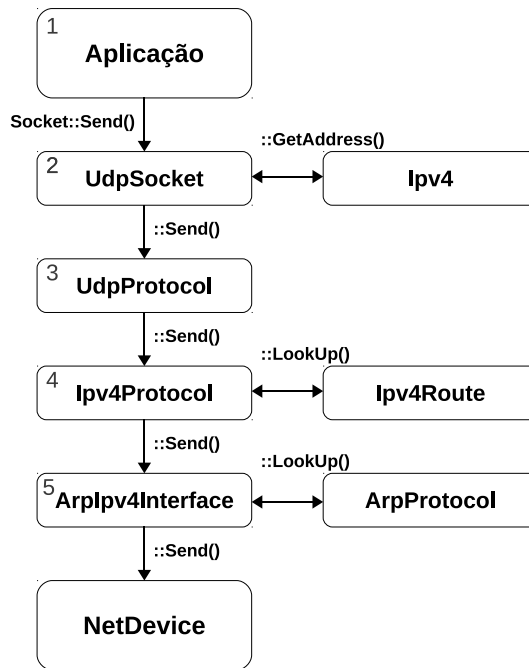 1
Aplicação
Socket::Send()
::GetAddress()
2
UdpSocket
Ipv4
::Send()
3
UdpProtocol
::Send()
::LookUp()
4
Ipv4Protocol
Ipv4Route
::Send()
::LookUp()
5
ArpIpv4Interface
ArpProtocol
::Send()
NetDevice